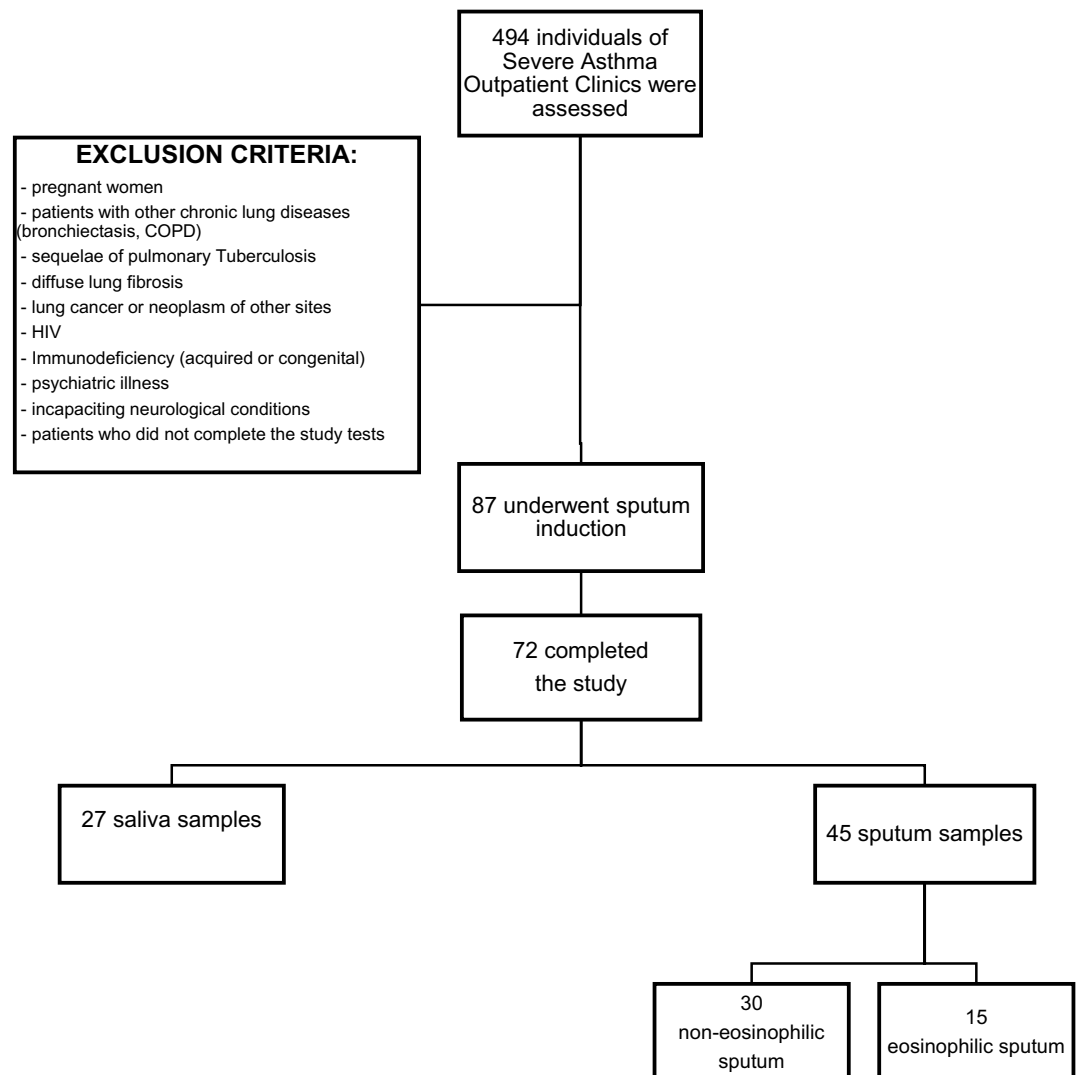 494 individuals of
Severe Asthma
Outpatient Clinics were
assessed
EXCLUSION CRITERIA:
- pregnant women
- patients with other chronic lung diseases
(bronchiectasis, COPD)
- sequelae of pulmonary Tuberculosis
- diffuse lung fibrosis
- lung cancer or neoplasm of other sites
- HIV
- Immunodeficiency (acquired or congenital)
- psychiatric illness
- incapaciting neurological conditions
- patients who did not complete the study tests
87 underwent sputum
induction
72 completed
the study
27 saliva samples
45 sputum samples
30
non-eosinophilic
sputum
15
eosinophilic sputum